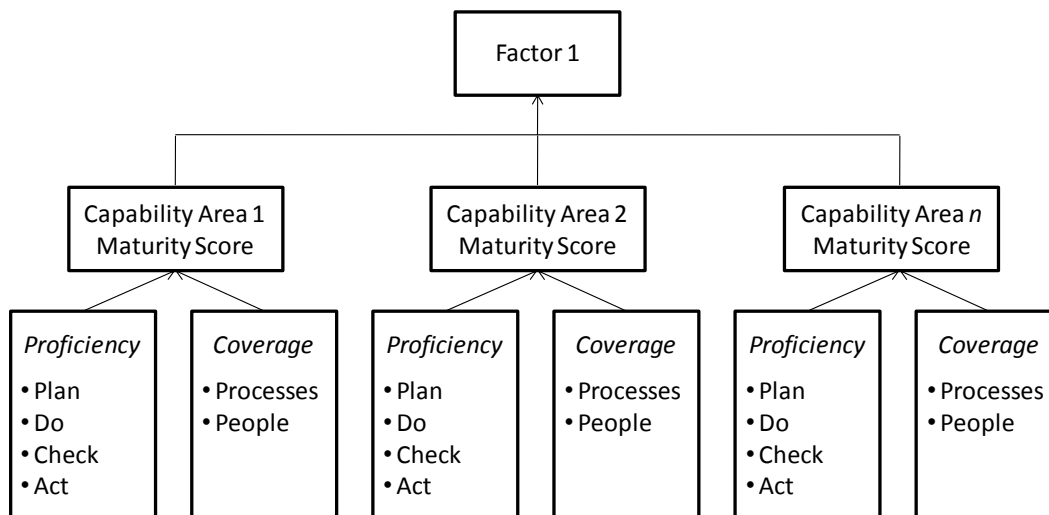 Factor 1
Capability Area 1
Maturity Score
Capability Area 2
Maturity Score
Capability Area n
Maturity Score
Proficiency
• Plan
• Do
• Check
• Act
Coverage
• Processes
• People
Proficiency
• Plan
• Do
• Check
• Act
Coverage
• Processes
• People
Proficiency
• Plan
• Do
• Check
• Act
Coverage
• Processes
• People